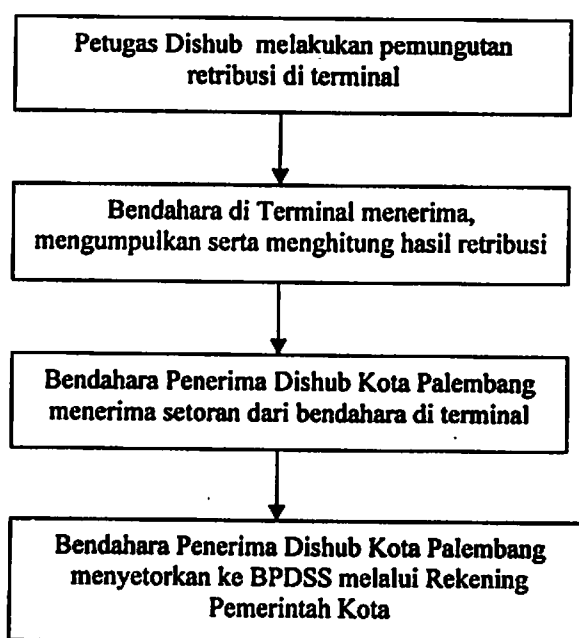 Petugas Dishub melakukan pemungutan
retribusi di terminal
Bendahara di Terminal menerima,
mengumpulkan serta menghitung hasil retribusi
Bendahara Penerima Dishub Kota Palembang
menerima setoran dari bendahara di terminal
Bendahara Penerima Dishub Kota Palembang
menyetorkan ke BPDSS melalui Rekening
Pemerintah Kota